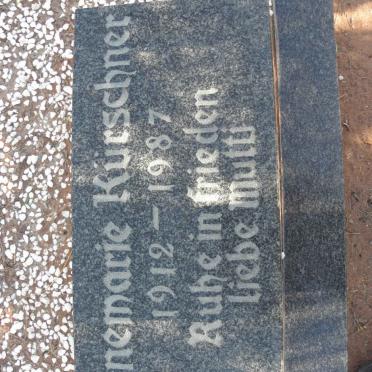 nemarie Kürschner
1912 – 1987
Ruhe in Frieden
liebe Mutti